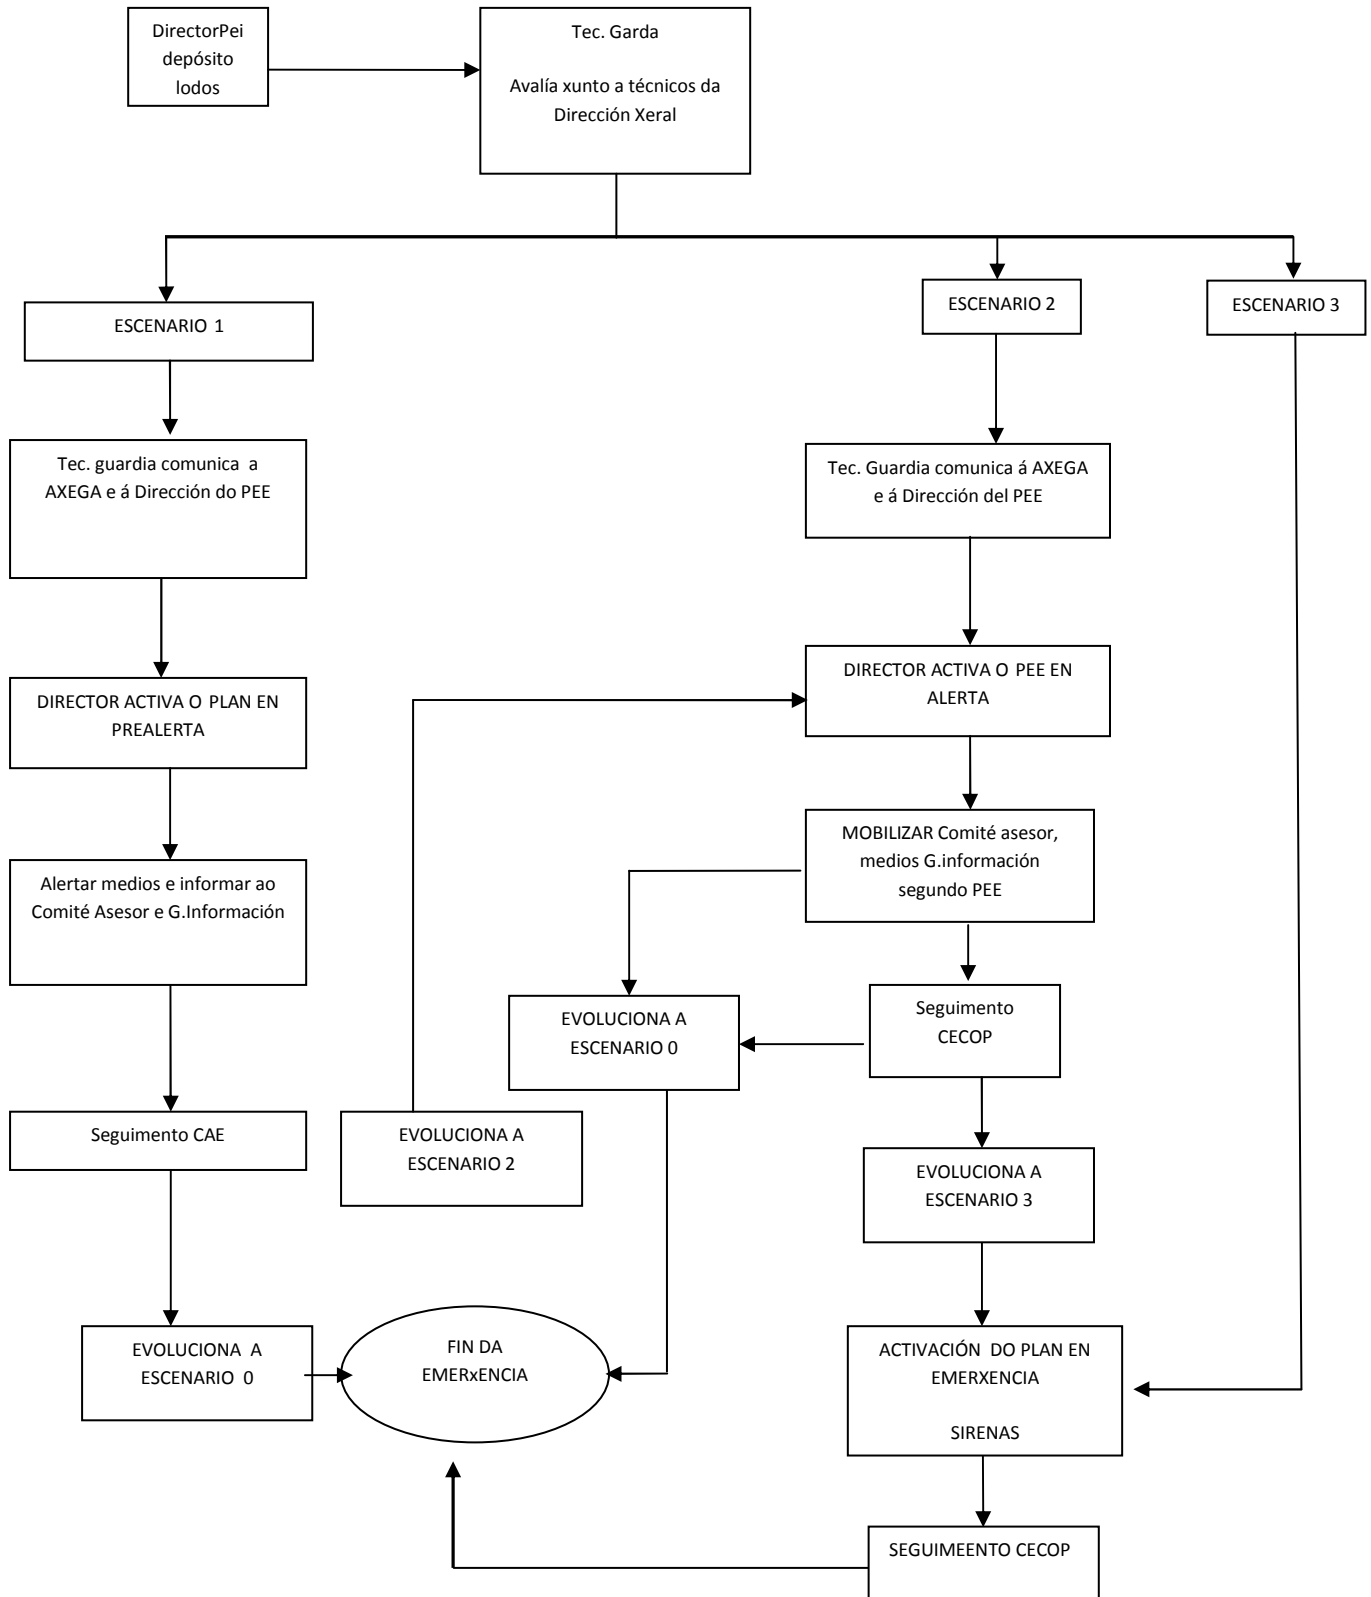 DirectorPei
depósito
lodos
Tec. Garda
Avalía xunto a técnicos da
Dirección Xeral
ESCENARIO 1
ESCENARIO 2
ESCENARIO 3
Tec. guardia comunica a
AXEGA e á Dirección do PEE
Tec. Guardia comunica á AXEGA
e á Dirección del PEE
DIRECTOR ACTIVA O PLAN EN
PREALERTA
DIRECTOR ACTIVA O PEE EN
ALERTA
MOBILIZAR Comité asesor,
medios G.información
segundo PEE
Alertar medios e informar ao
Comité Asesor e G.Información
EVOLUCIONA A
ESCENARIO 0
Seguimento
CECOP
Seguimento CAE
EVOLUCIONA A
ESCENARIO 2
EVOLUCIONA A
ESCENARIO 3
EVOLUCIONA A
ESCENARIO 0
FIN DA
EMERxENCIA
ACTIVACIÓN DO PLAN EN
EMERXENCIA
SIRENAS
SEGUIMEENTO CECOP